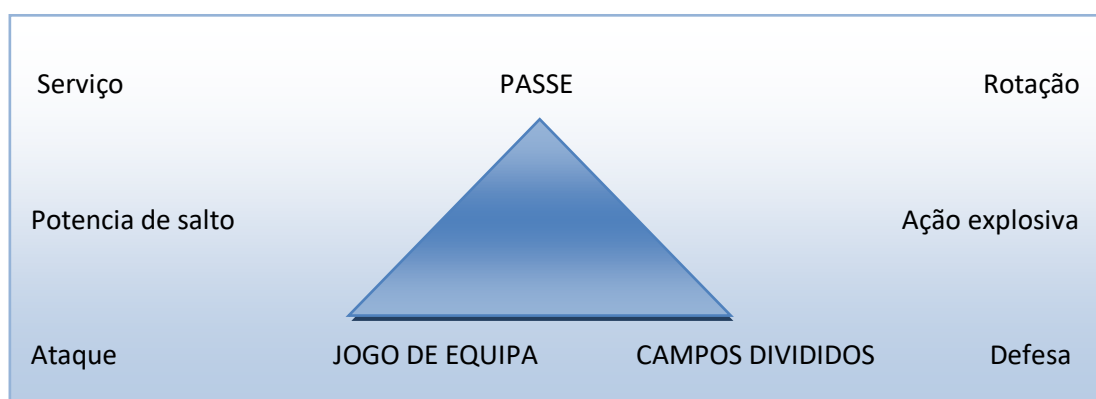 Serviço PASSE Rotação
Potencia de salto Ação explosiva
Ataque JOGO DE EQUIPA CAMPOS DIVIDIDOS Defesa